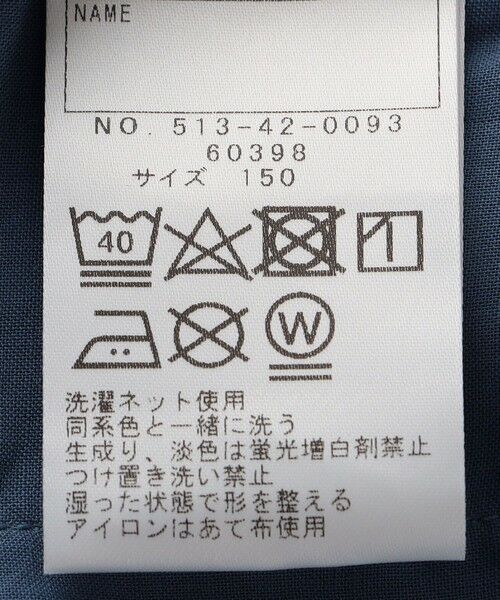 NAME
NO. 513-42-0093
60398
サイズ 150
40
W
洗濯ネット使用
同系色と一緒に洗う
生成り、淡色は蛍光増白剤禁止
つけ置き洗い禁止
湿った状態で形を整える
アイロンはあて布使用